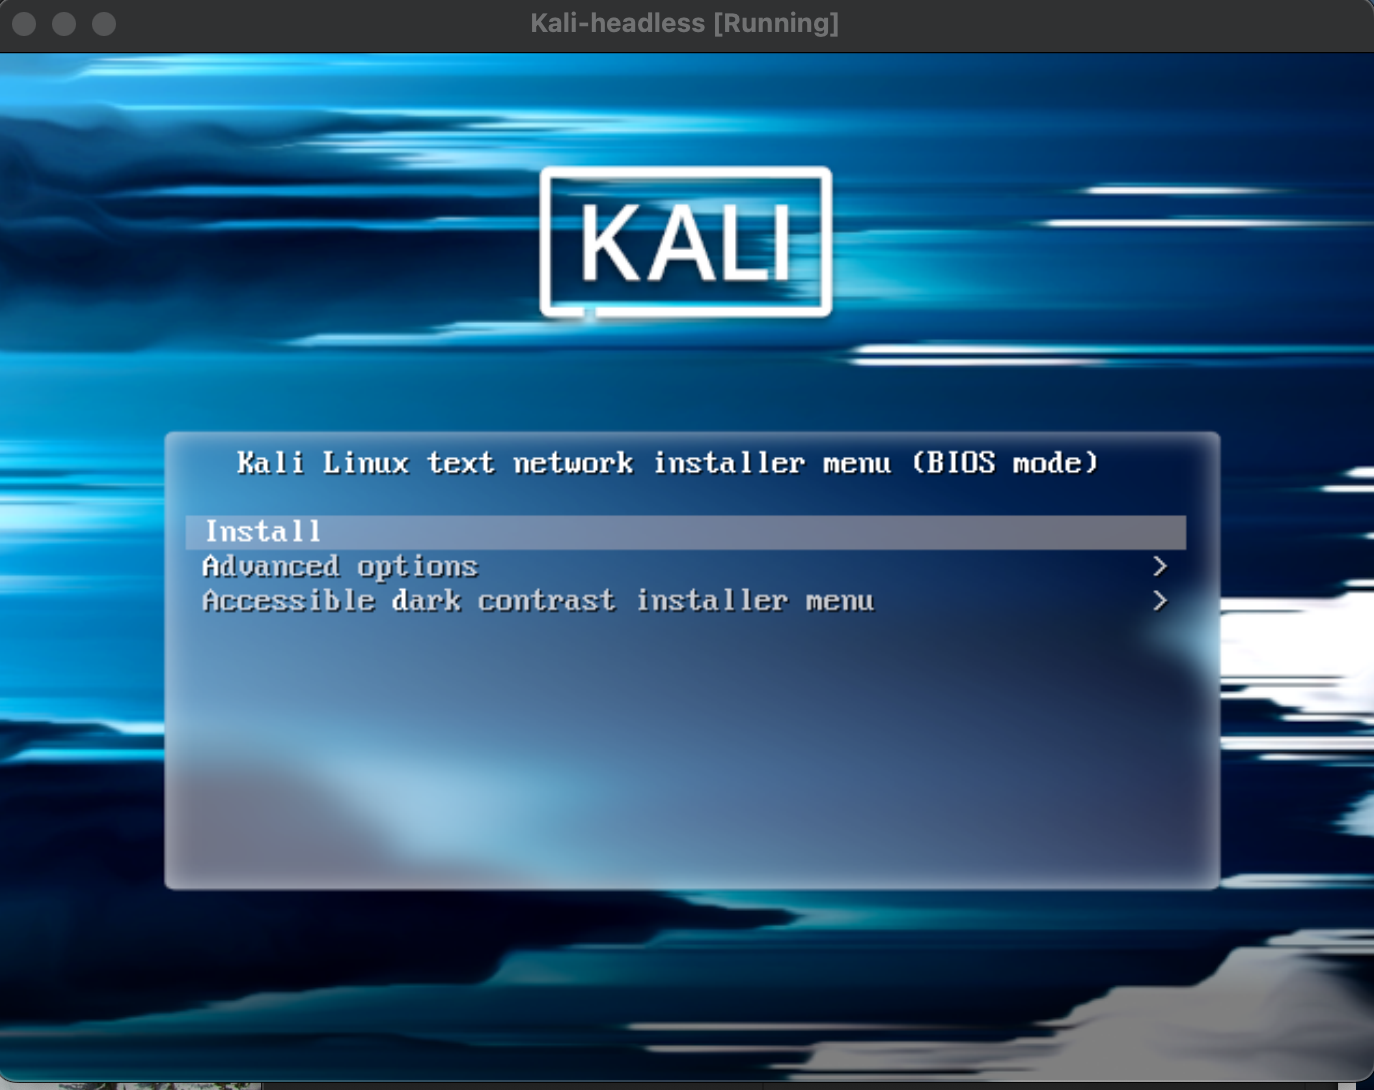 Kali-headless [Running]
KALI
Kali Linux text network installer menu (BIOS mode)
Install
Advanced options >
Accessible dark contrast installer menu >